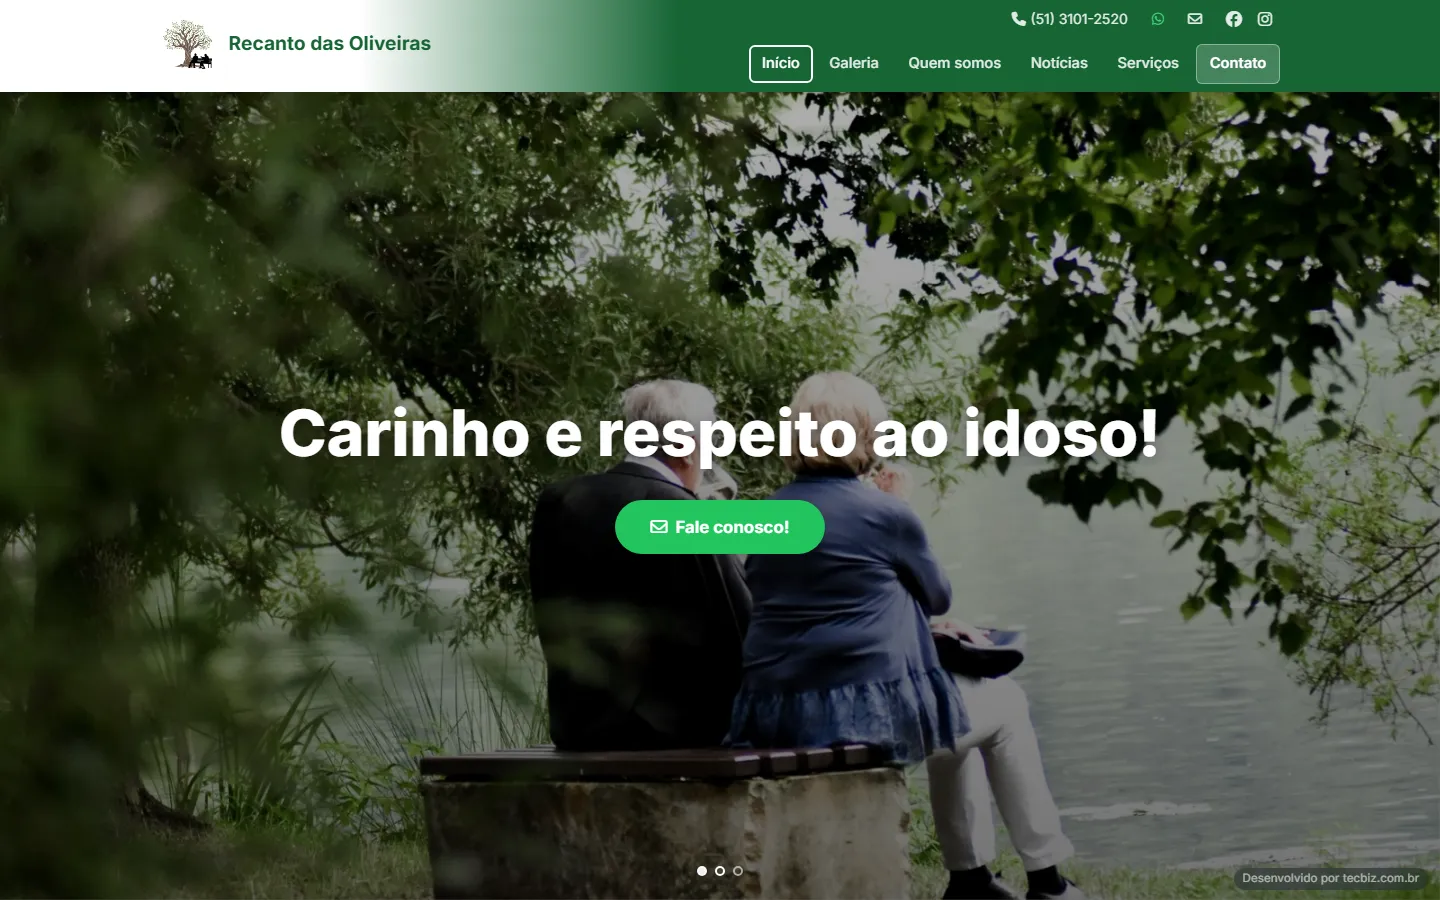 Recanto das Oliveiras
(51) 3101-2520
Início
Galeria
Quem somos
Notícias
Serviços
Contato
Carinho e respeito ao idoso!
Fale conosco!
Desenvolvido por tecbiz.com.br